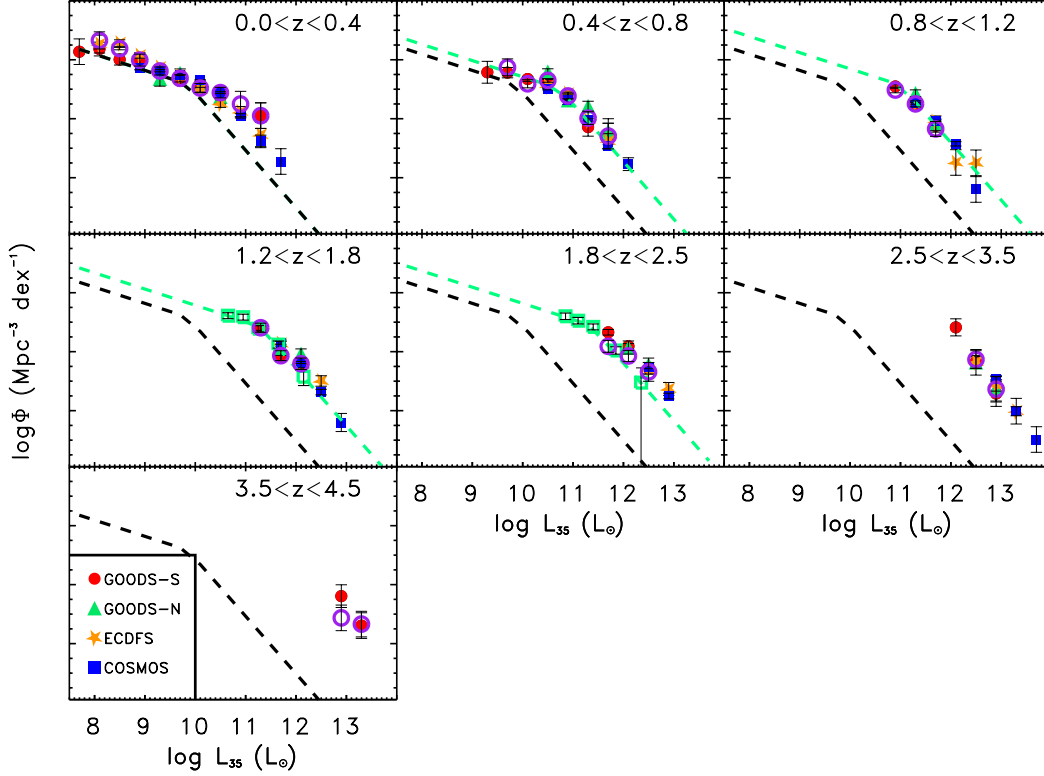 0.0<z<0.4
0.4<z<0.8
0.8<z<1.2
1.2<z<1.8
1.8<z<2.5
2.5<z<3.5
logΦ (Mpc⁻³ dex⁻¹)
8 9 10 11 12 13
log L₃₅ (L☉)
8 9 10 11 12 13
log L₃₅ (L☉)
3.5<z<4.5
GOODS-S
GOODS-N
ECDFS
COSMOS
8 9 10 11 12 13
log L₃₅ (L☉)